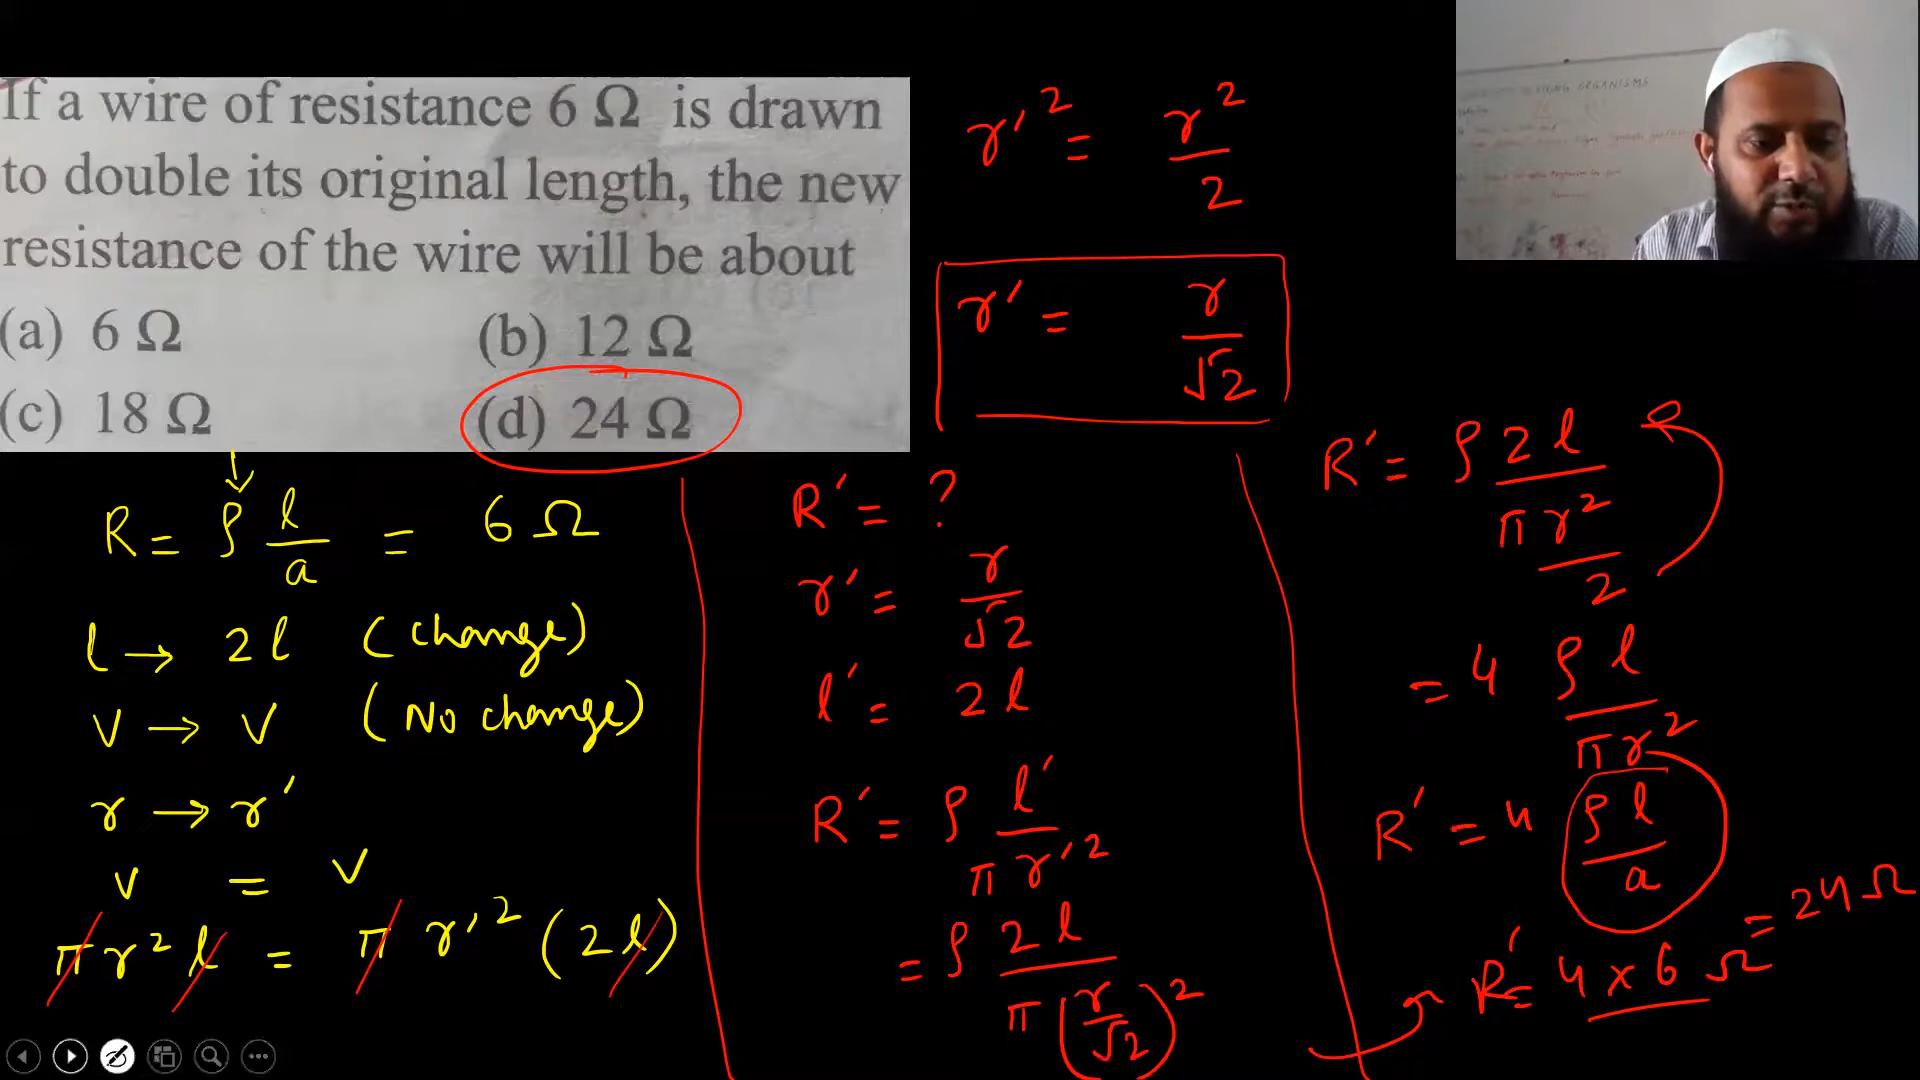 If a wire of resistance 6 Ω is drawn
to double its original length, the new
resistance of the wire will be about
(a) 6 Ω (b) 12 Ω
(c) 18 Ω (d) 24 Ω
R = ρ l/a = 6 Ω
l → 2l (change)
V → V (No change)
r → r'
V = V
πr² l = π r'² (2l)
r'² = r²/2
r' = r/√2
R' = ?
r' = r/√2
l' = 2l
R' = ρ l'/πr'²
= ρ 2l/π(r/√2)²
R' = ρ 2l/πr²/2
= 4 ρl/πr²
R' = 4 ρl/a
R' = 4 × 6 Ω = 24 Ω
ORGANISMS